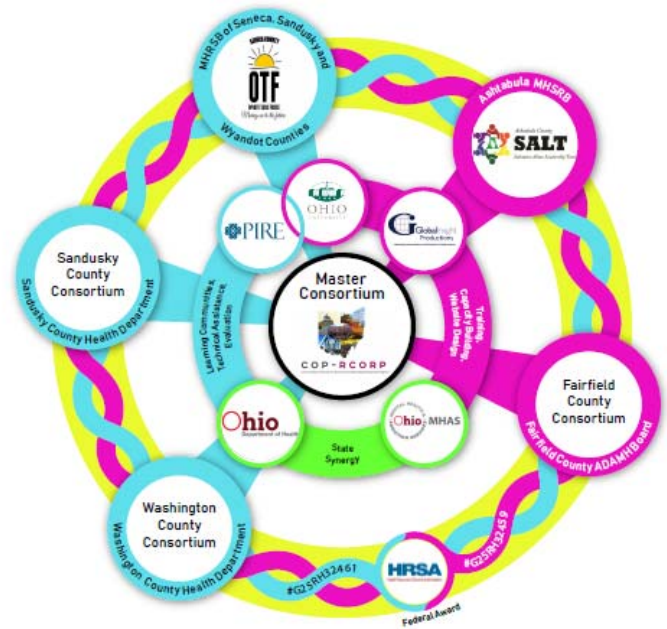 MHRSB of Seneca, Sandusky and
Wyandot Counties
OTF
Ashtabula MHSRB
SALT
PIRE
OHIO
UNIVERSITY
GlobalInsight
Productions
Sandusky
County
Consortium
Sandusky County Health Department
Master
Consortium
COP-RCORP
Learning Communities,
Technical Assistance,
Evaluation
Training,
Capacity Building,
Website Design
Fairfield
County
Consortium
Fairfield County ADAMH Board
Ohio
Department of Health
Ohio MHAS
State
Synergy
Washington
County
Consortium
Washington County Health Department
#G25RH32461
HRSA
#G25RH32459
Federal Award